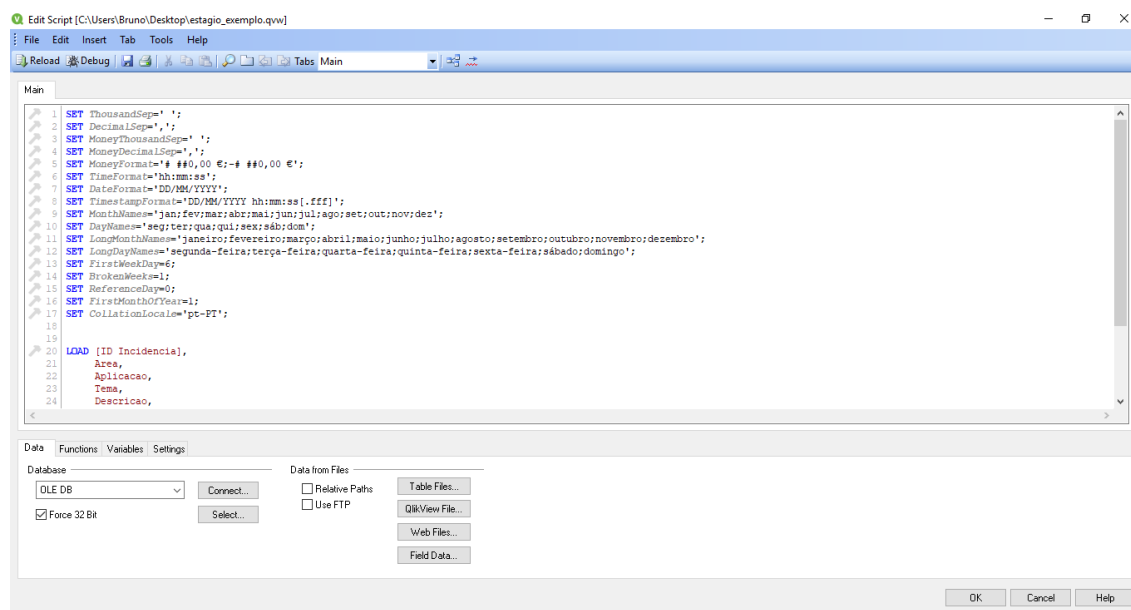 Edit Script [C:\Users\Bruno\Desktop\estagio_exemplo.qvw]
File Edit Insert Tab Tools Help
Reload Debug Tabs Main
Main
1 SET ThousandSep=' ';
2 SET DecimalSep=',';
3 SET MoneyThousandSep=' ';
4 SET MoneyDecimalSep=',';
5 SET MoneyFormat='# ##0,00 €;-# ##0,00 €';
6 SET TimeFormat='hh:mm:ss';
7 SET DateFormat='DD/MM/YYYY';
8 SET TimestampFormat='DD/MM/YYYY hh:mm:ss[.fff]';
9 SET MonthNames='jan;fev;mar;abr;mai;jun;jul;ago;set;out;nov;dez';
10 SET DayNames='seg;ter;qua;qui;sex;sáb;dom';
11 SET LongMonthNames='janeiro;fevereiro;março;abril;maio;junho;julho;agosto;setembro;outubro;novembro;dezembro';
12 SET LongDayNames='segunda-feira;terça-feira;quarta-feira;quinta-feira;sexta-feira;sábado;domingo';
13 SET FirstWeekDay=6;
14 SET BrokenWeeks=1;
15 SET ReferenceDay=0;
16 SET FirstMonthOfYear=1;
17 SET CollationLocale='pt-PT';
18
19
20 LOAD [ID Incidencia],
21 Area,
22 Aplicacao,
23 Tema,
24 Descricao,
Data Functions Variables Settings
Database Data from Files
OLE DB Connect... Relative Paths Table Files...
Force 32 Bit Select... Use FTP QlikView File...
Web Files...
Field Data...
OK Cancel Help